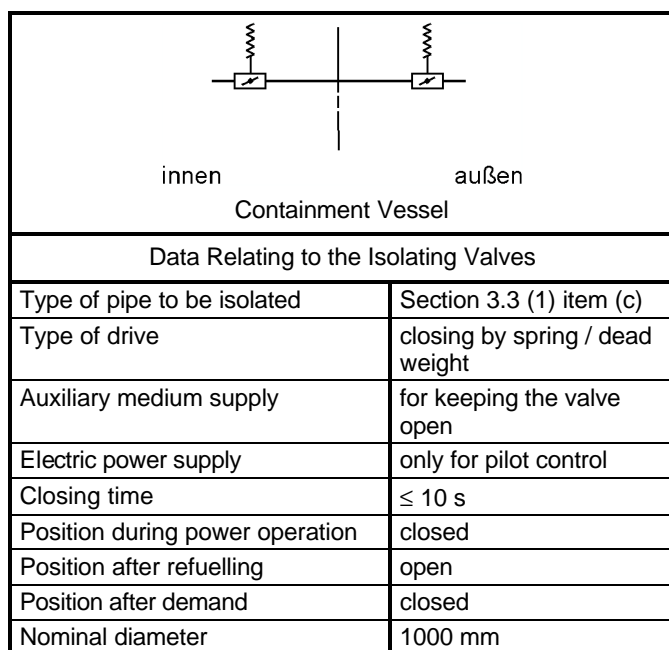 innen außen
Containment Vessel
Data Relating to the Isolating Valves
Type of pipe to be isolated Section 3.3 (1) item (c)
Type of drive closing by spring / dead
weight
Auxiliary medium supply for keeping the valve
open
Electric power supply only for pilot control
Closing time ≤ 10 s
Position during power operation closed
Position after refuelling open
Position after demand closed
Nominal diameter 1000 mm